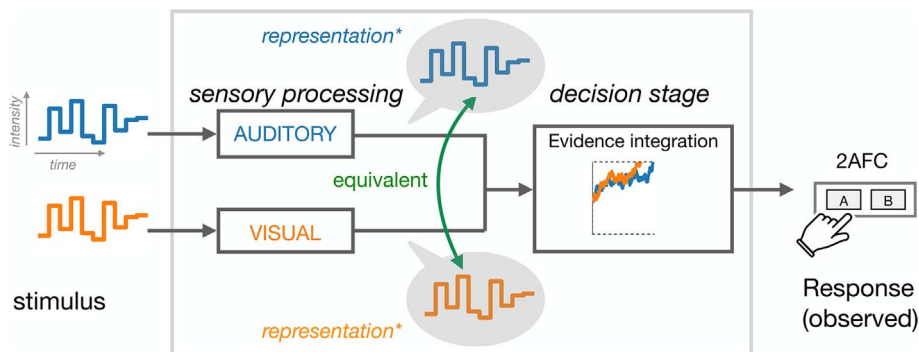 representation*
sensory processing
decision stage
intensity
time
AUDITORY
Evidence integration
2AFC
equivalent
A
B
VISUAL
stimulus
Response
(observed)
representation*